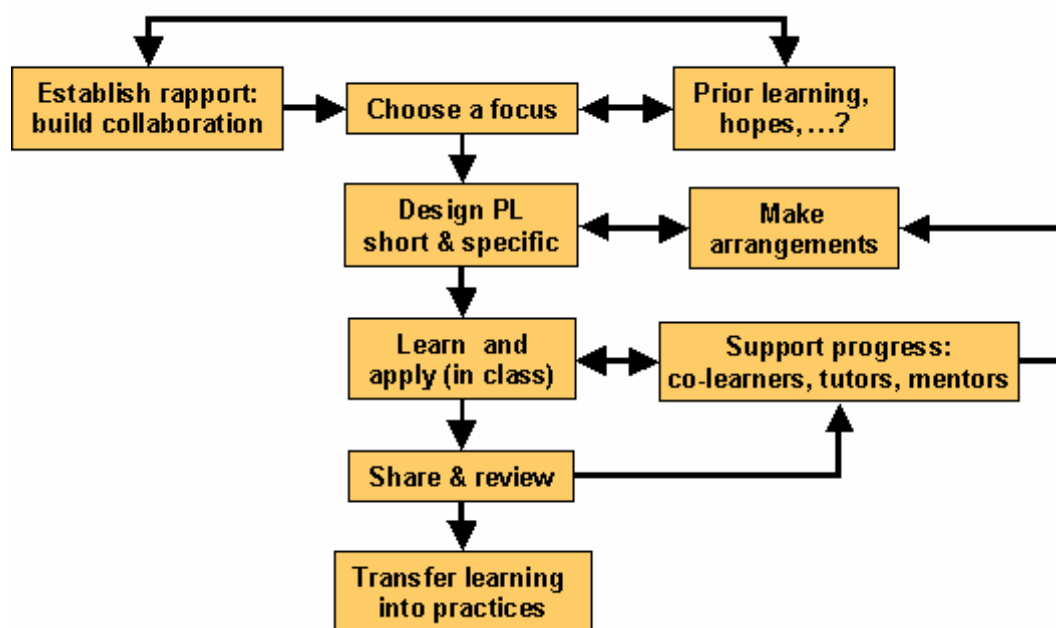 Establish rapport:
build collaboration
Choose a focus
Prior learning,
hopes, ...?
Design PL
short & specific
Make
arrangements
Learn and
apply (in class)
Support progress:
co-learners, tutors, mentors
Share & review
Transfer learning
into practices